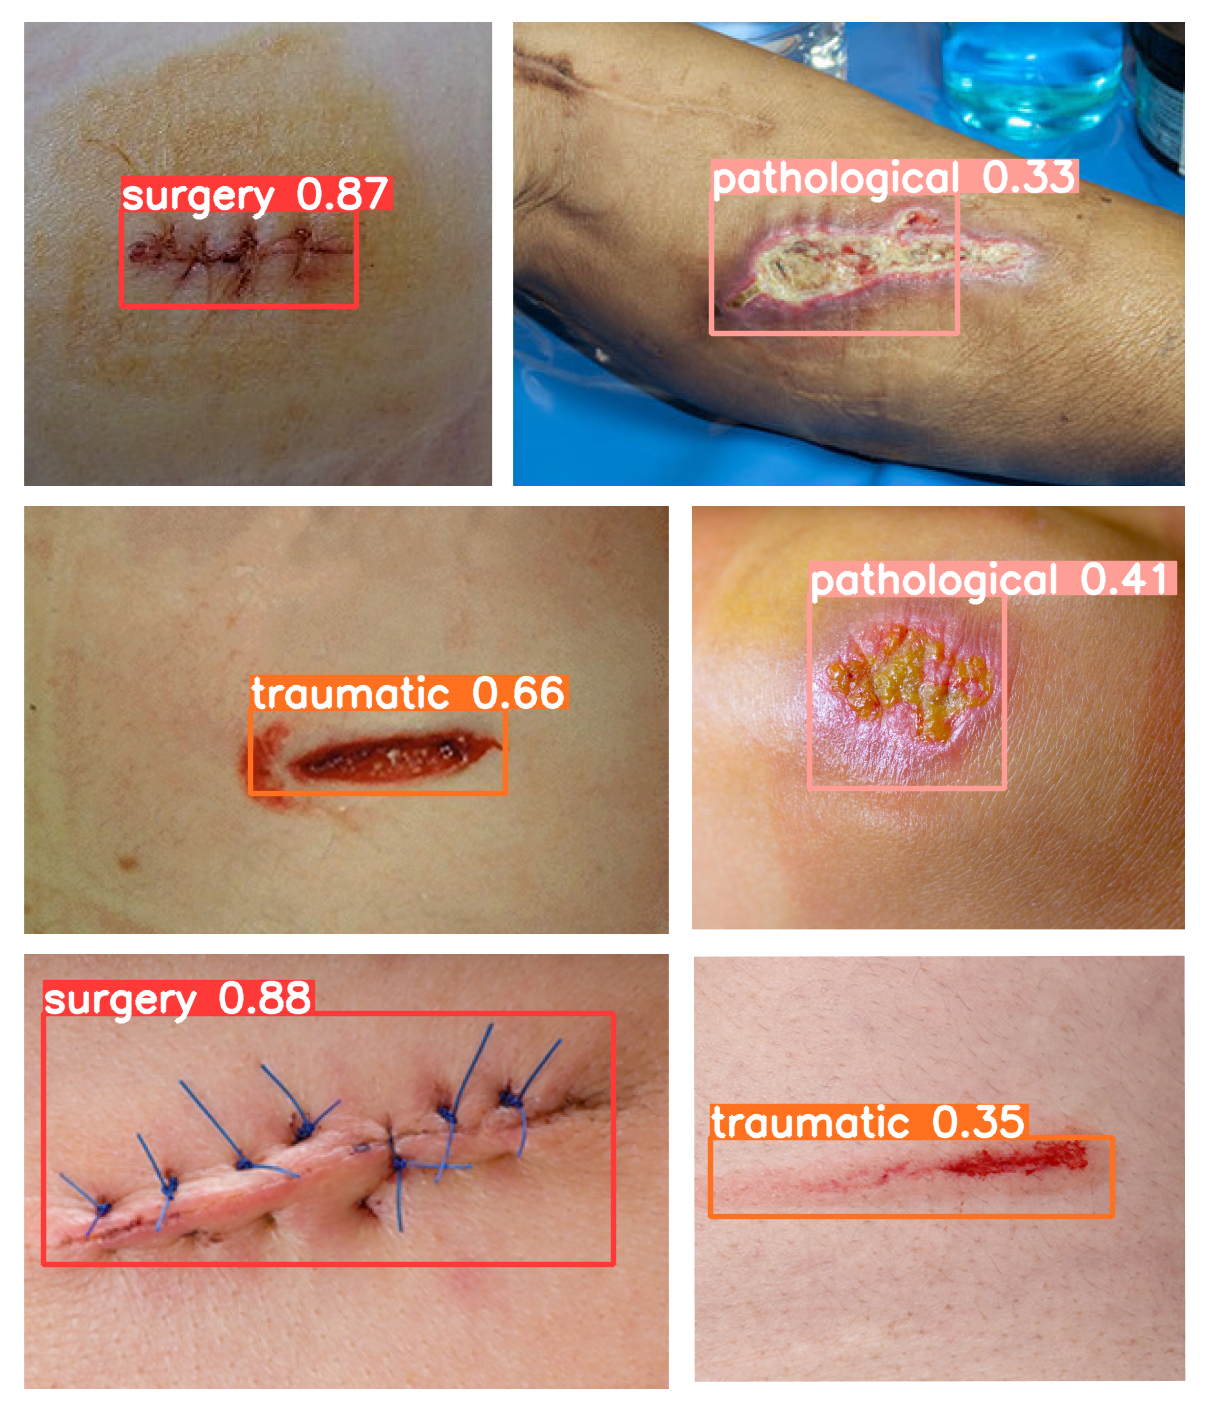 surgery 0.87
pathological 0.33
traumatic 0.66
pathological 0.41
surgery 0.88
traumatic 0.35